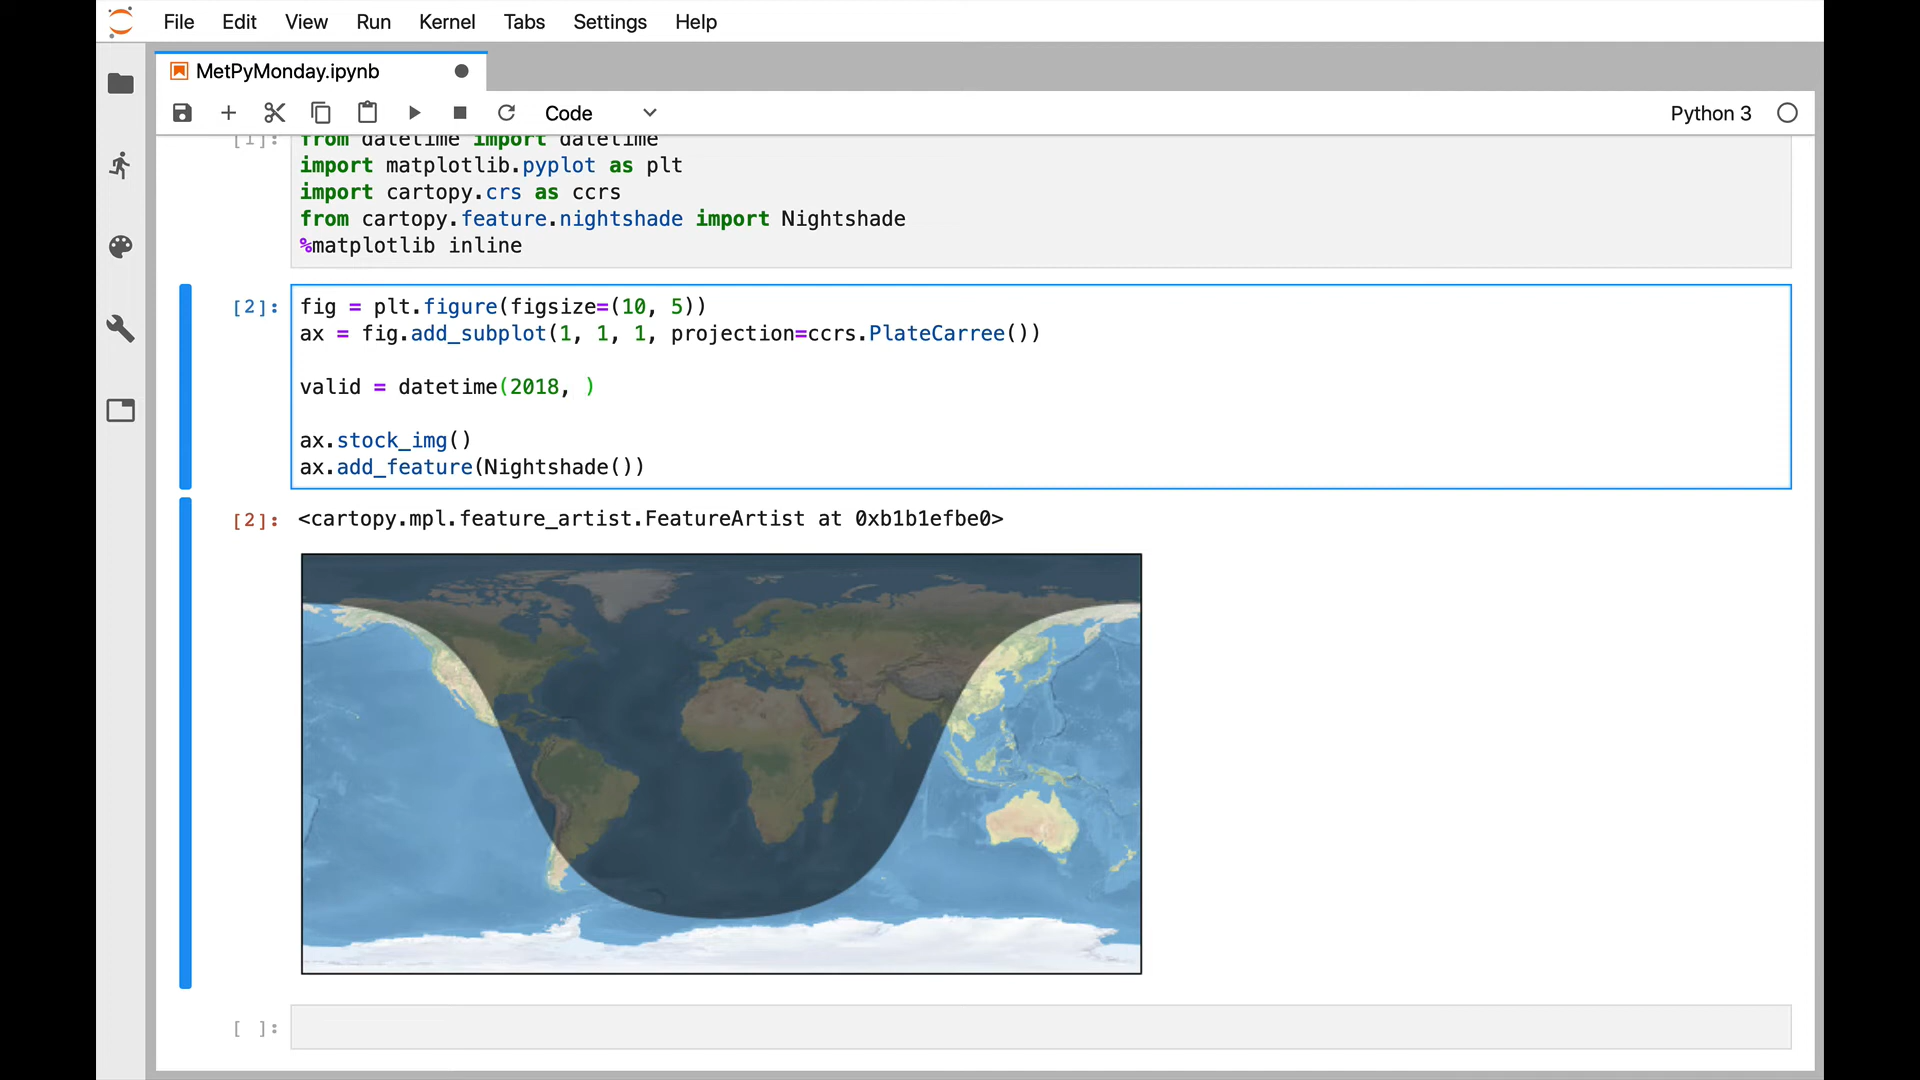 File Edit View Run Kernel Tabs Settings Help
MetPyMonday.ipynb
Code Python 3
[1]: from datetime import datetime
import matplotlib.pyplot as plt
import cartopy.crs as ccrs
from cartopy.feature.nightshade import Nightshade
%matplotlib inline
[2]: fig = plt.figure(figsize=(10, 5))
ax = fig.add_subplot(1, 1, 1, projection=ccrs.PlateCarree())
valid = datetime(2018, )
ax.stock_img()
ax.add_feature(Nightshade())
[2]: <cartopy.mpl.feature_artist.FeatureArtist at 0xb1b1efbe0>
[ ]: